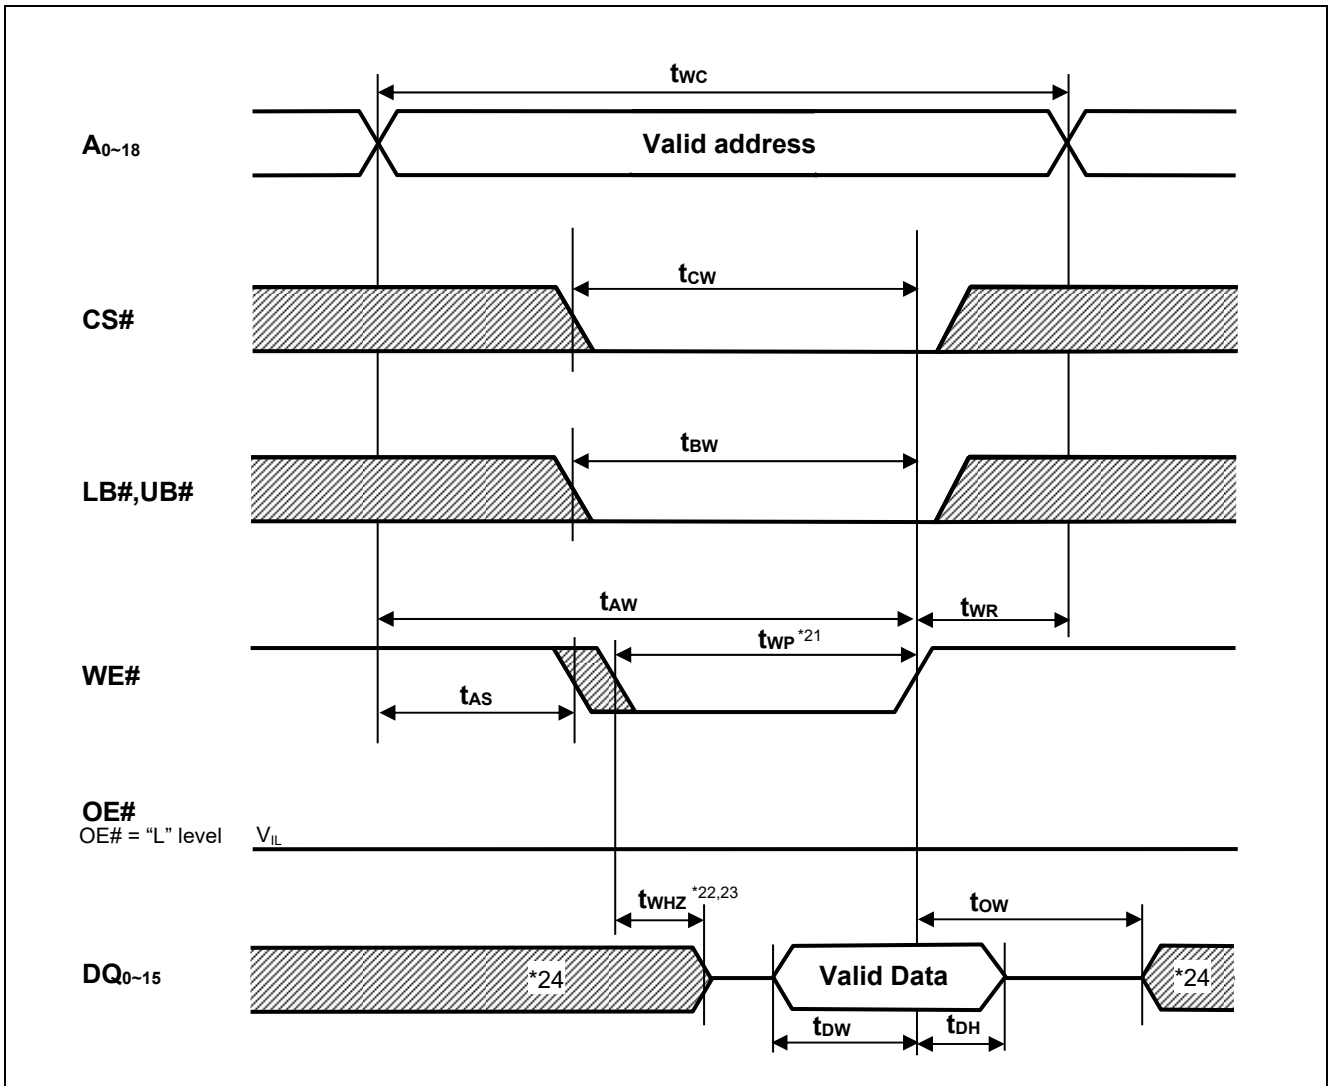 tWC
A0~18
Valid address
tCW
CS#
tBW
LB#,UB#
tAW
tWR
tWP *21
WE#
tAS
OE#
OE# = “L” level
VIL
tWHZ *22,23
tOW
DQ0~15
*24
Valid Data
*24
tDW
tDH